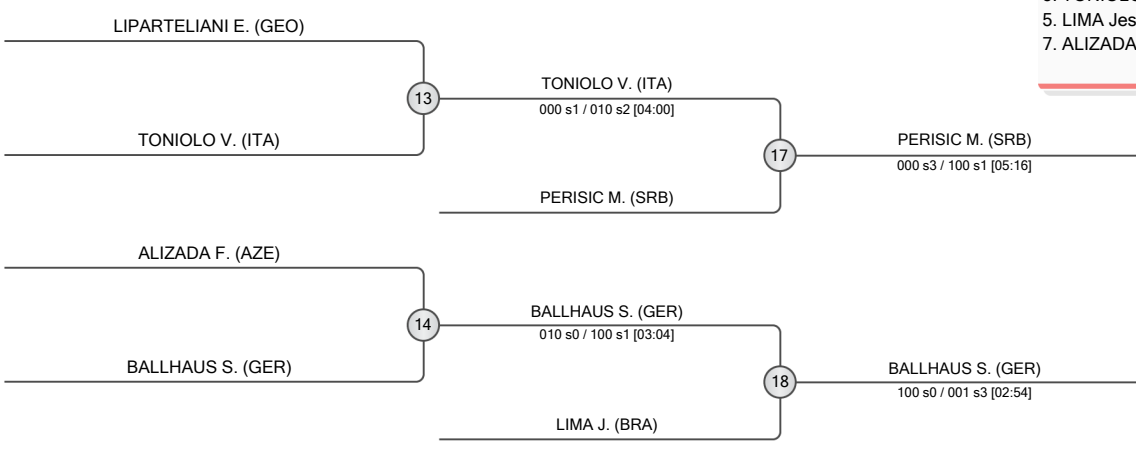 LIPARTELIANI E. (GEO)
5. LIMA Jes
7. ALIZADA
13
TONIOLO V. (ITA)
000 s1 / 010 s2 [04:00]
TONIOLO V. (ITA)
17
PERISIC M. (SRB)
000 s3 / 100 s1 [05:16]
PERISIC M. (SRB)
ALIZADA F. (AZE)
14
BALLHAUS S. (GER)
010 s0 / 100 s1 [03:04]
BALLHAUS S. (GER)
18
BALLHAUS S. (GER)
100 s0 / 001 s3 [02:54]
LIMA J. (BRA)